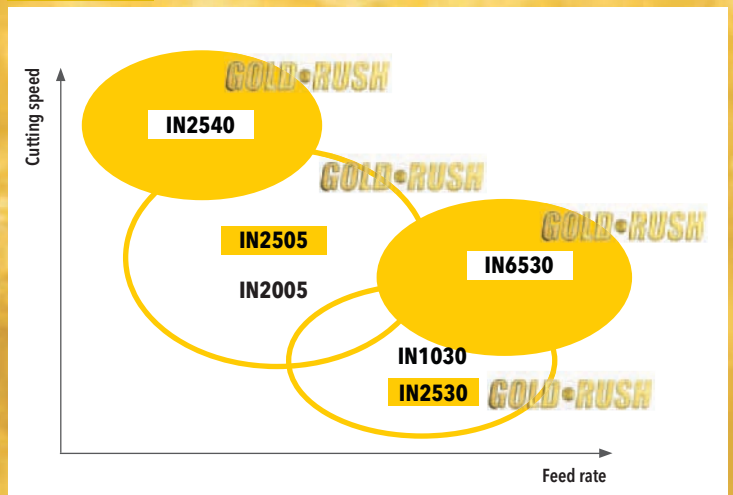 GOLD•RUSH
IN2540
Cutting speed
GOLD•RUSH
GOLD•RUSH
IN2505
IN6530
IN2005
IN1030
IN2530
GOLD•RUSH
Feed rate